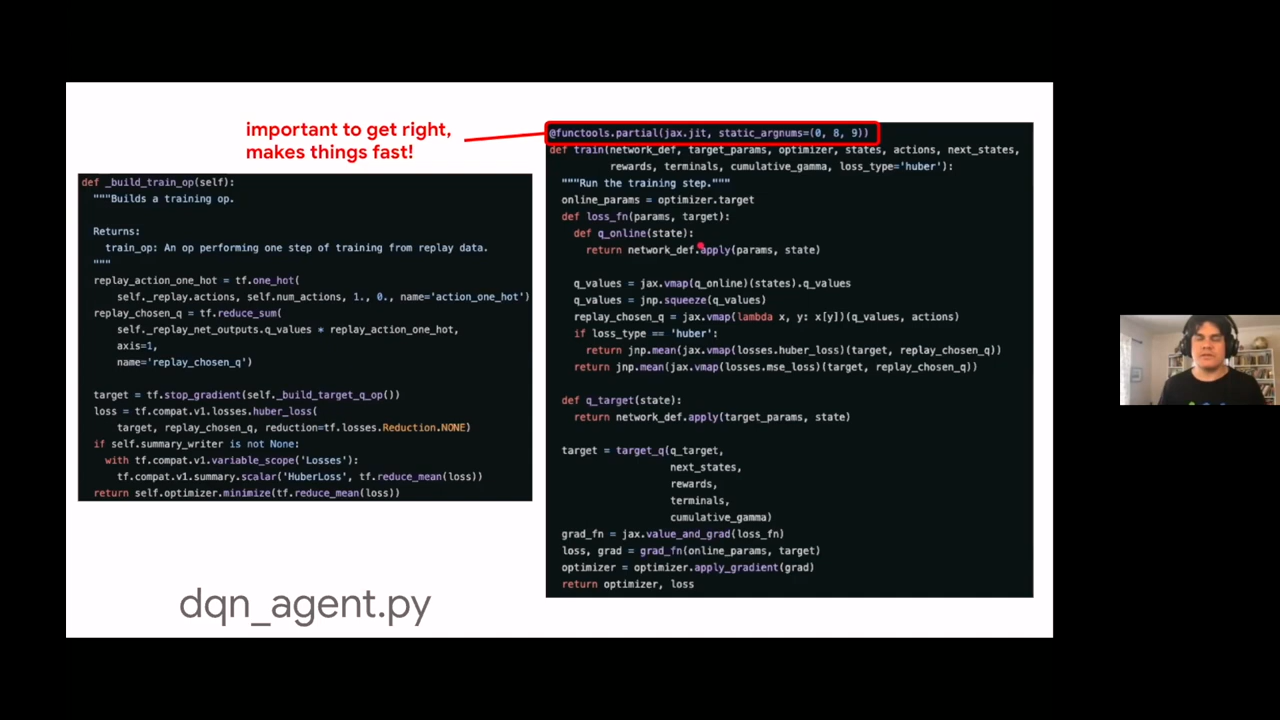 important to get right,
makes things fast!
def _build_train_op(self):
"""Builds a training op.
Returns:
train_op: An op performing one step of training from replay data.
"""
replay_action_one_hot = tf.one_hot(
self._replay.actions, self.num_actions, 1., 0., name='action_one_hot')
replay_chosen_q = tf.reduce_sum(
self._replay_net_outputs.q_values * replay_action_one_hot,
axis=1,
name='replay_chosen_q')
target = tf.stop_gradient(self._build_target_q_op())
loss = tf.compat.v1.losses.huber_loss(
target, replay_chosen_q, reduction=tf.losses.Reduction.NONE)
if self.summary_writer is not None:
with tf.compat.v1.variable_scope('Losses'):
tf.compat.v1.summary.scalar('HuberLoss', tf.reduce_mean(loss))
return self.optimizer.minimize(tf.reduce_mean(loss))
dqn_agent.py
@functools.partial(jax.jit, static_argnums=(0, 8, 9))
def train(network_def, target_params, optimizer, states, actions, next_states,
rewards, terminals, cumulative_gamma, loss_type='huber'):
"""Run the training step."""
online_params = optimizer.target
def loss_fn(params, target):
def q_online(state):
return network_def.apply(params, state)
q_values = jax.vmap(q_online)(states).q_values
q_values = jnp.squeeze(q_values)
replay_chosen_q = jax.vmap(lambda x, y: x[y])(q_values, actions)
if loss_type == 'huber':
return jnp.mean(jax.vmap(losses.huber_loss)(target, replay_chosen_q))
return jnp.mean(jax.vmap(losses.mse_loss)(target, replay_chosen_q))
def q_target(state):
return network_def.apply(target_params, state)
target = target_q(q_target,
next_states,
rewards,
terminals,
cumulative_gamma)
grad_fn = jax.value_and_grad(loss_fn)
loss, grad = grad_fn(online_params, target)
optimizer = optimizer.apply_gradient(grad)
return optimizer, loss